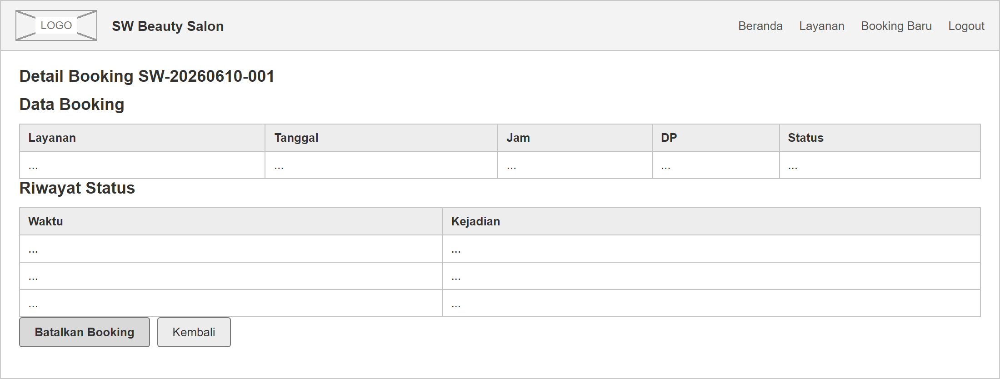 LOGO
SW Beauty Salon
Beranda Layanan Booking Baru Logout
Detail Booking SW-20260610-001
Data Booking
Layanan Tanggal Jam DP Status
... ... ... ... ...
Riwayat Status
Waktu Kejadian
... ...
... ...
... ...
Batalkan Booking Kembali